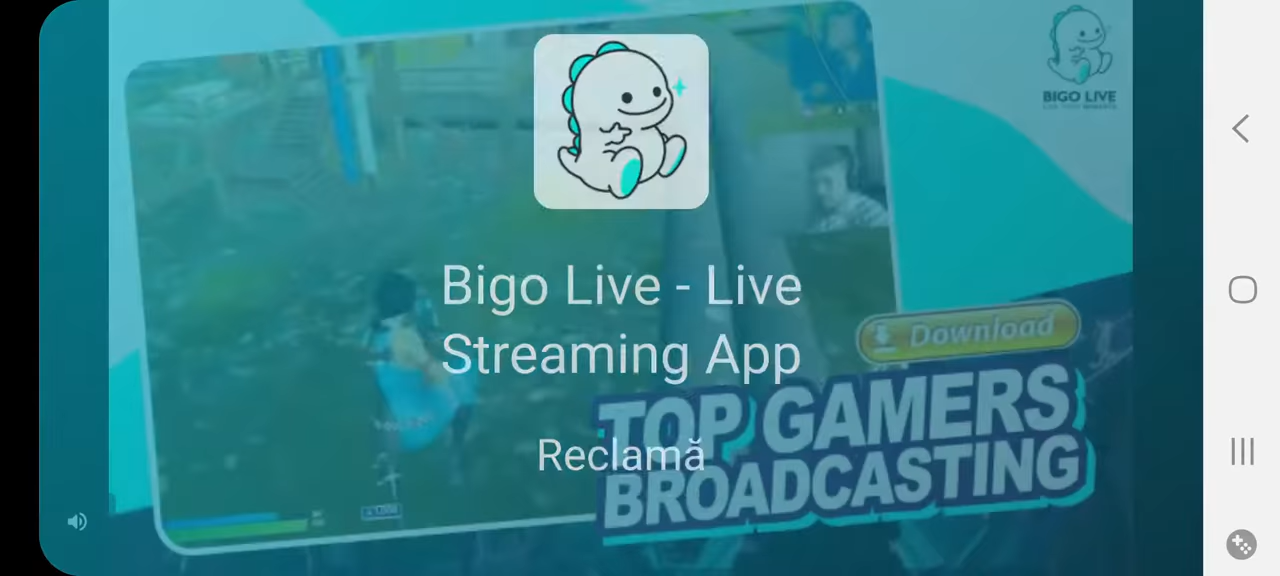 BIGO LIVE
Bigo Live - Live
Streaming App
Download
TOP GAMERS
BROADCASTING
Reclamă